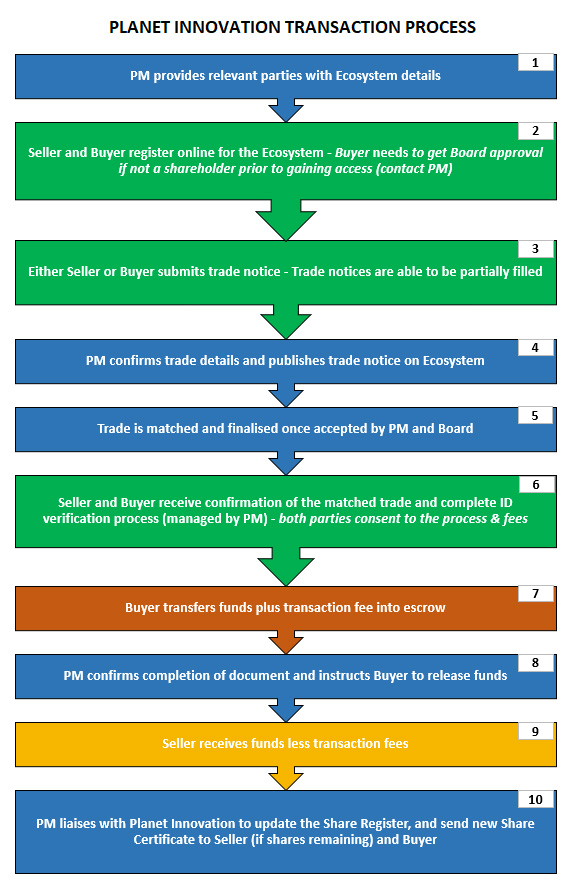 PLANET INNOVATION TRANSACTION PROCESS
1
PM provides relevant parties with Ecosystem details
2
Seller and Buyer register online for the Ecosystem - Buyer needs to get Board approval
if not a shareholder prior to gaining access (contact PM)
3
Either Seller or Buyer submits trade notice - Trade notices are able to be partially filled
4
PM confirms trade details and publishes trade notice on Ecosystem
5
Trade is matched and finalised once accepted by PM and Board
6
Seller and Buyer receive confirmation of the matched trade and complete ID
verification process (managed by PM) - both parties consent to the process & fees
7
Buyer transfers funds plus transaction fee into escrow
8
PM confirms completion of document and instructs Buyer to release funds
9
Seller receives funds less transaction fees
10
PM liaises with Planet Innovation to update the Share Register, and send new Share
Certificate to Seller (if shares remaining) and Buyer